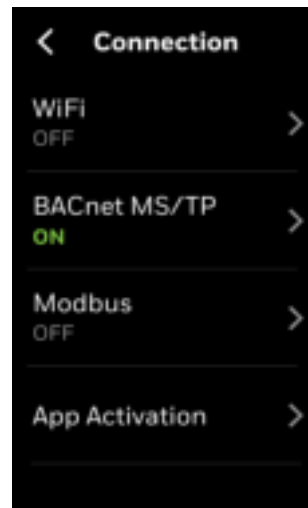 Connection
WiFi
OFF
BACnet MS/TP
ON
Modbus
OFF
App Activation